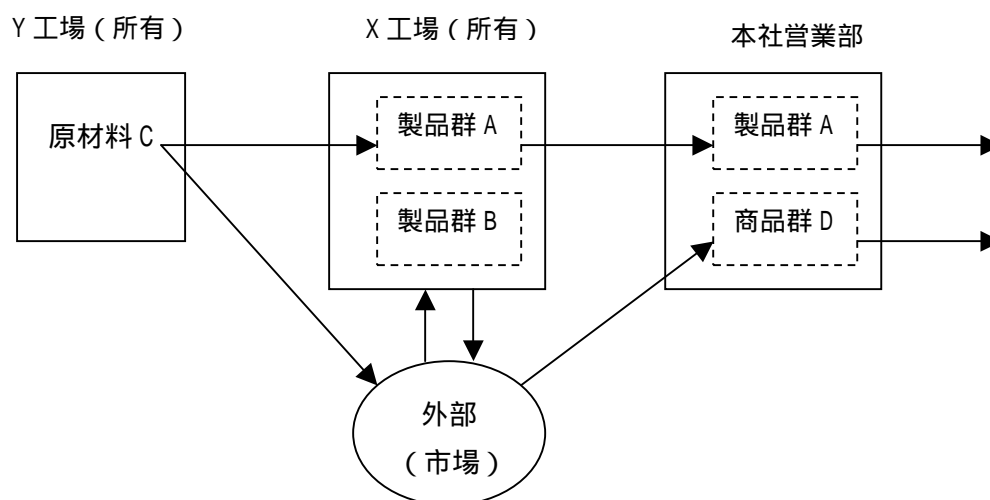 Y工場（所有）
X工場（所有）
本社営業部
原材料C
製品群A
製品群B
製品群A
商品群D
外部
（市場）